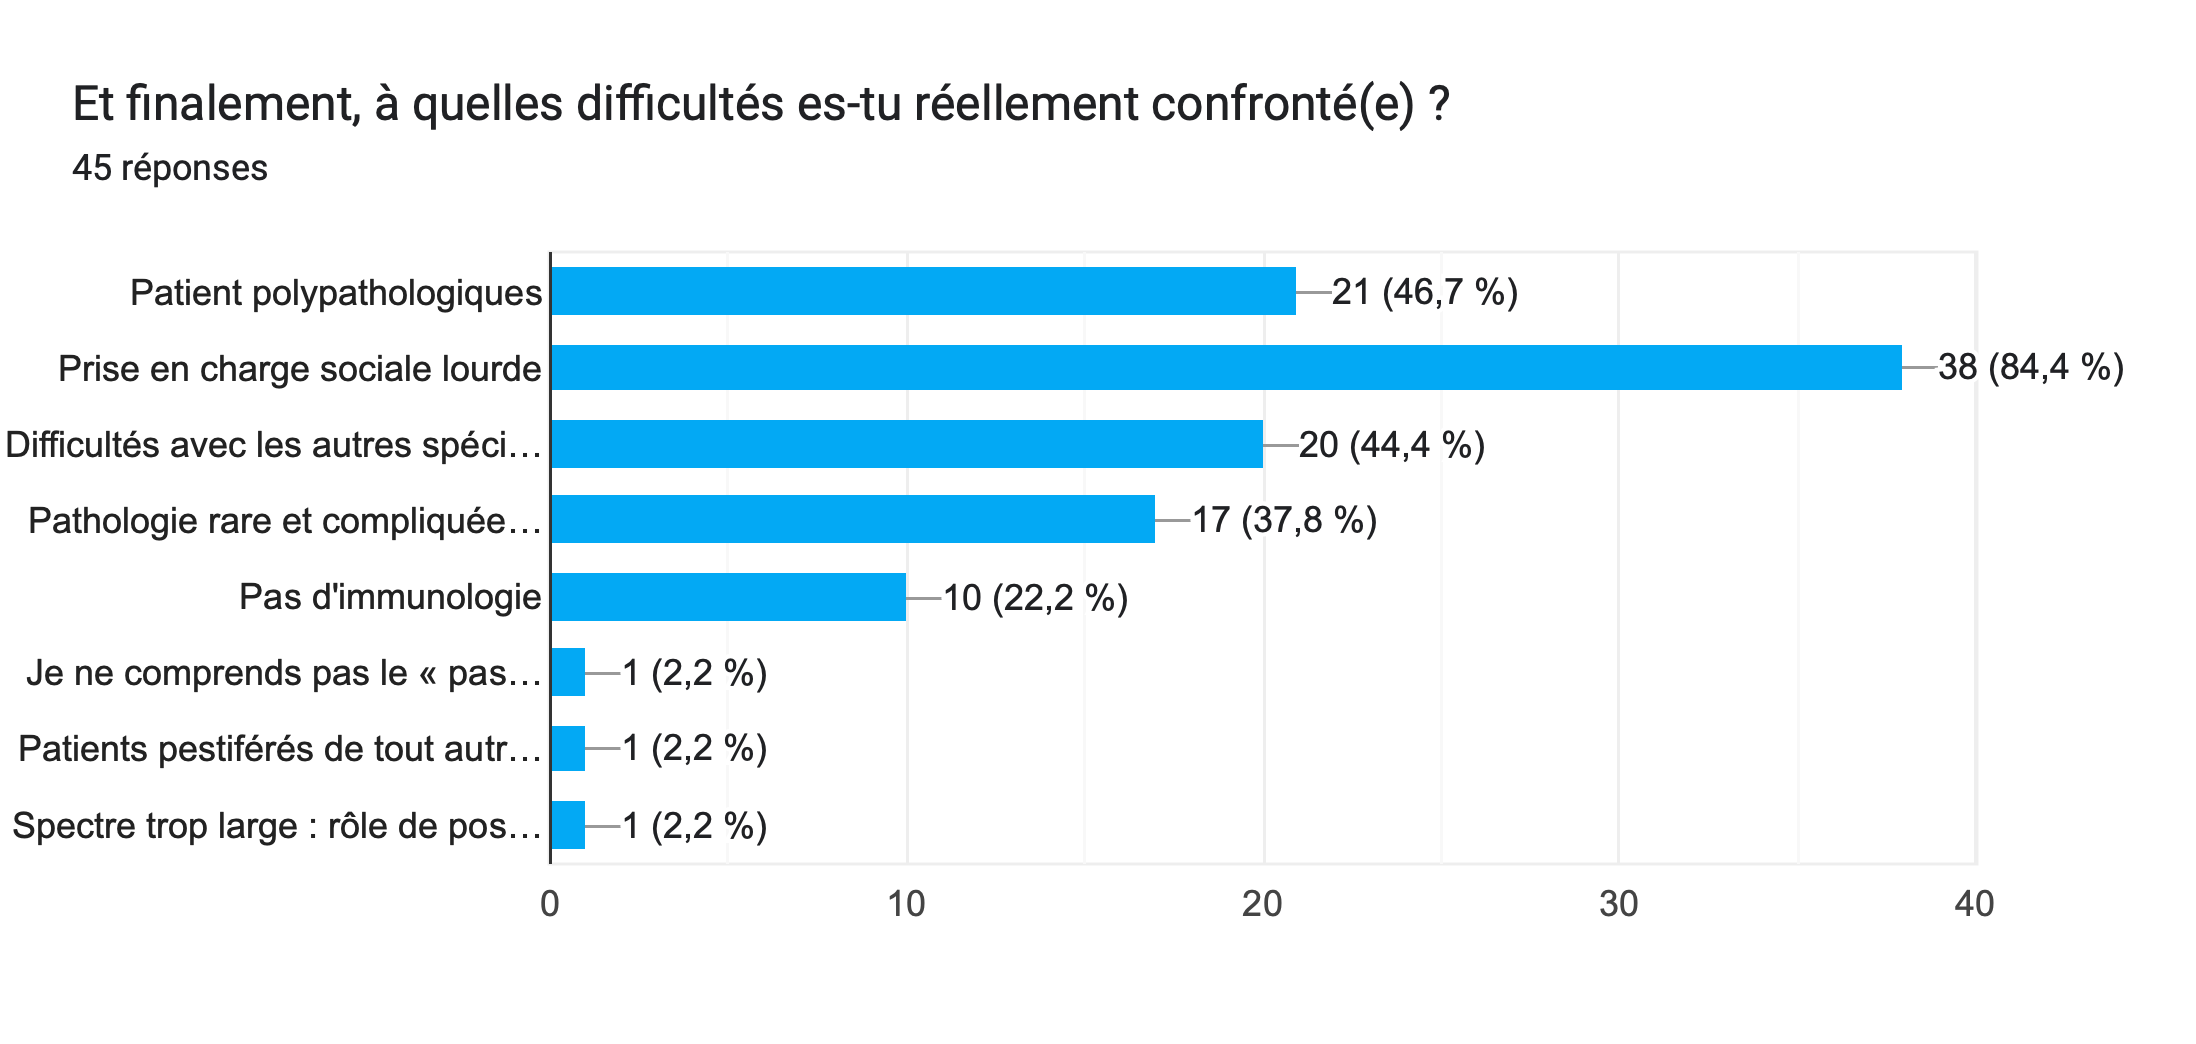 Et finalement, à quelles difficultés es-tu réellement confronté(e) ?
45 réponses
Patient polypathologiques 21 (46,7 %)
Prise en charge sociale lourde 38 (84,4 %)
Difficultés avec les autres spéci… 20 (44,4 %)
Pathologie rare et compliquée… 17 (37,8 %)
Pas d'immunologie 10 (22,2 %)
Je ne comprends pas le « pas… 1 (2,2 %)
Patients pestiférés de tout autr… 1 (2,2 %)
Spectre trop large : rôle de pos… 1 (2,2 %)
0 10 20 30 40